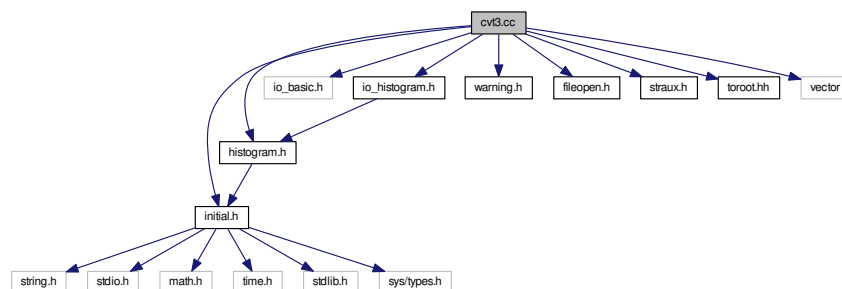 cvt3.cc
io_basic.h
io_histogram.h
warning.h
fileopen.h
straux.h
toroot.hh
vector
histogram.h
initial.h
string.h
stdio.h
math.h
time.h
stdlib.h
sys/types.h